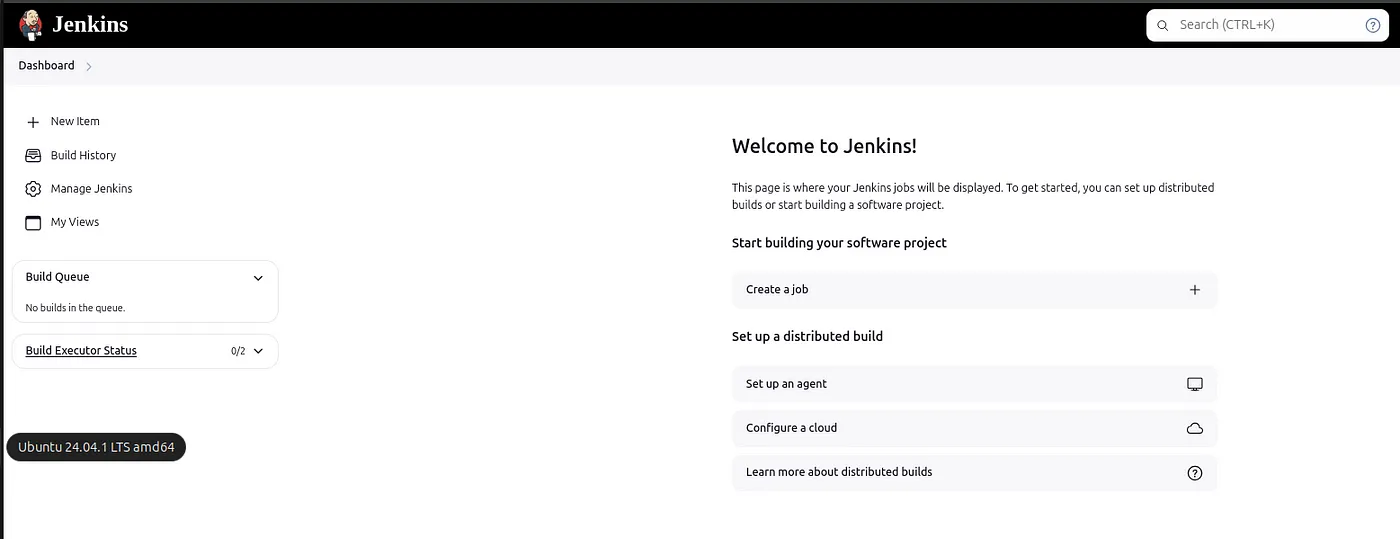 Jenkins
Search (CTRL+K)
Dashboard
New Item
Build History
Manage Jenkins
My Views
Build Queue
No builds in the queue.
Build Executor Status 0/2
Ubuntu 24.04.1 LTS amd64
Welcome to Jenkins!
This page is where your Jenkins jobs will be displayed. To get started, you can set up distributed
builds or start building a software project.
Start building your software project
Create a job
Set up a distributed build
Set up an agent
Configure a cloud
Learn more about distributed builds